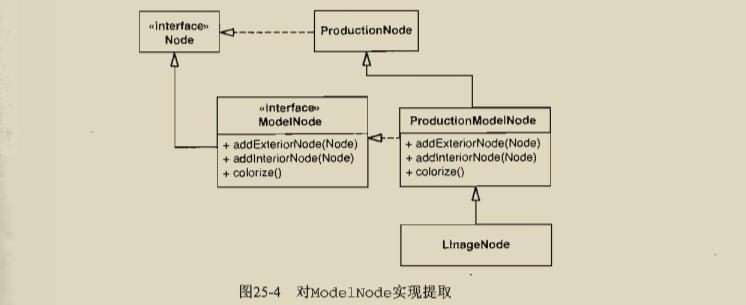 «interface»
Node
ProductionNode
«interface»
ModelNode
+ addExteriorNode(Node)
+ addInteriorNode(Node)
+ colorize()
ProductionModelNode
+ addExteriorNode(Node)
+ addInteriorNode(Node)
+ colorize()
LInageNode
图25-4 对ModelNode实现提取